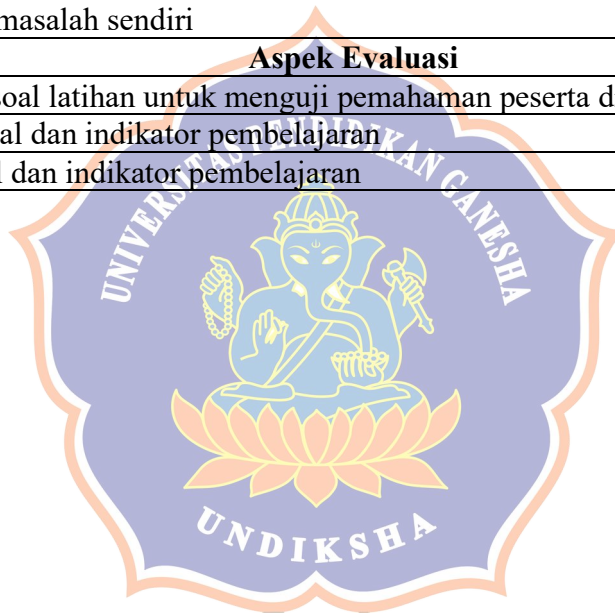 masalah sendiri
Aspek Evaluasi
soal latihan untuk menguji pemahaman peserta d
al dan indikator pembelajaran
l dan indikator pembelajaran
UNIVERSITAS PENDIDIKAN GANESHA
UNDIKSHA